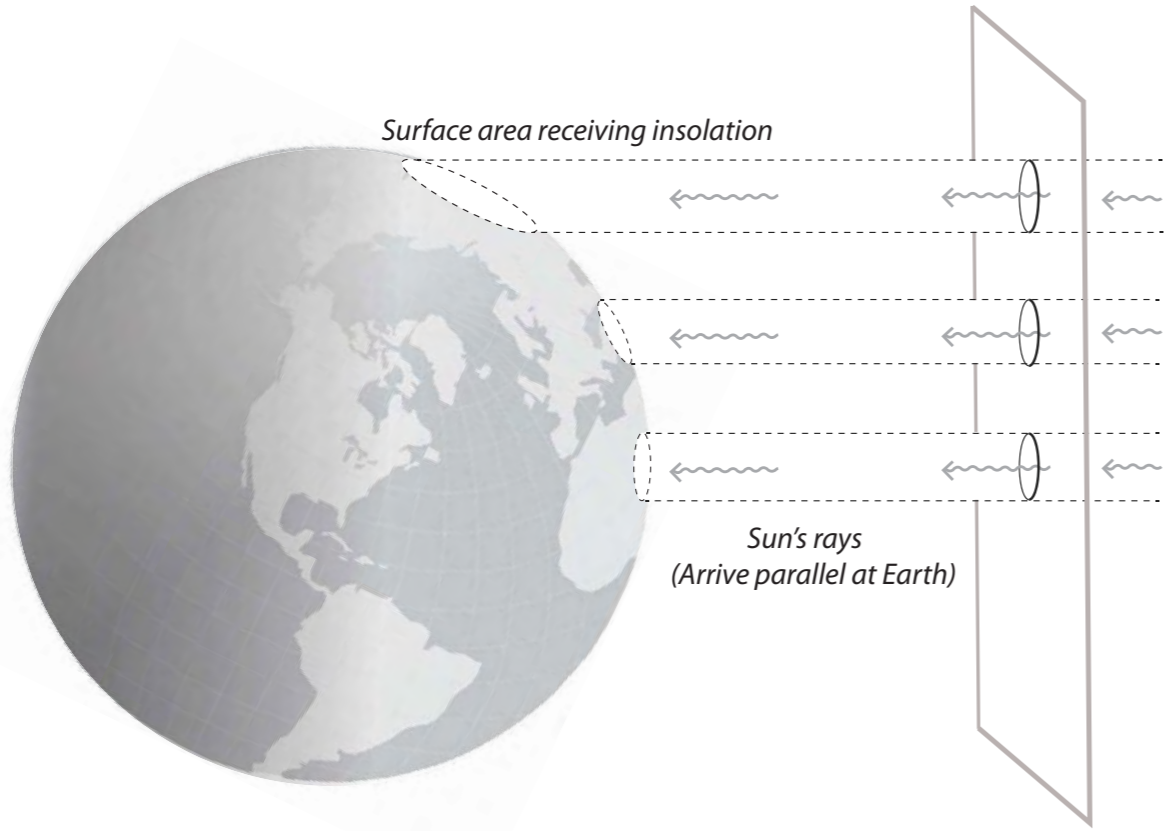 Surface area receiving insolation
Sun's rays
(Arrive parallel at Earth)